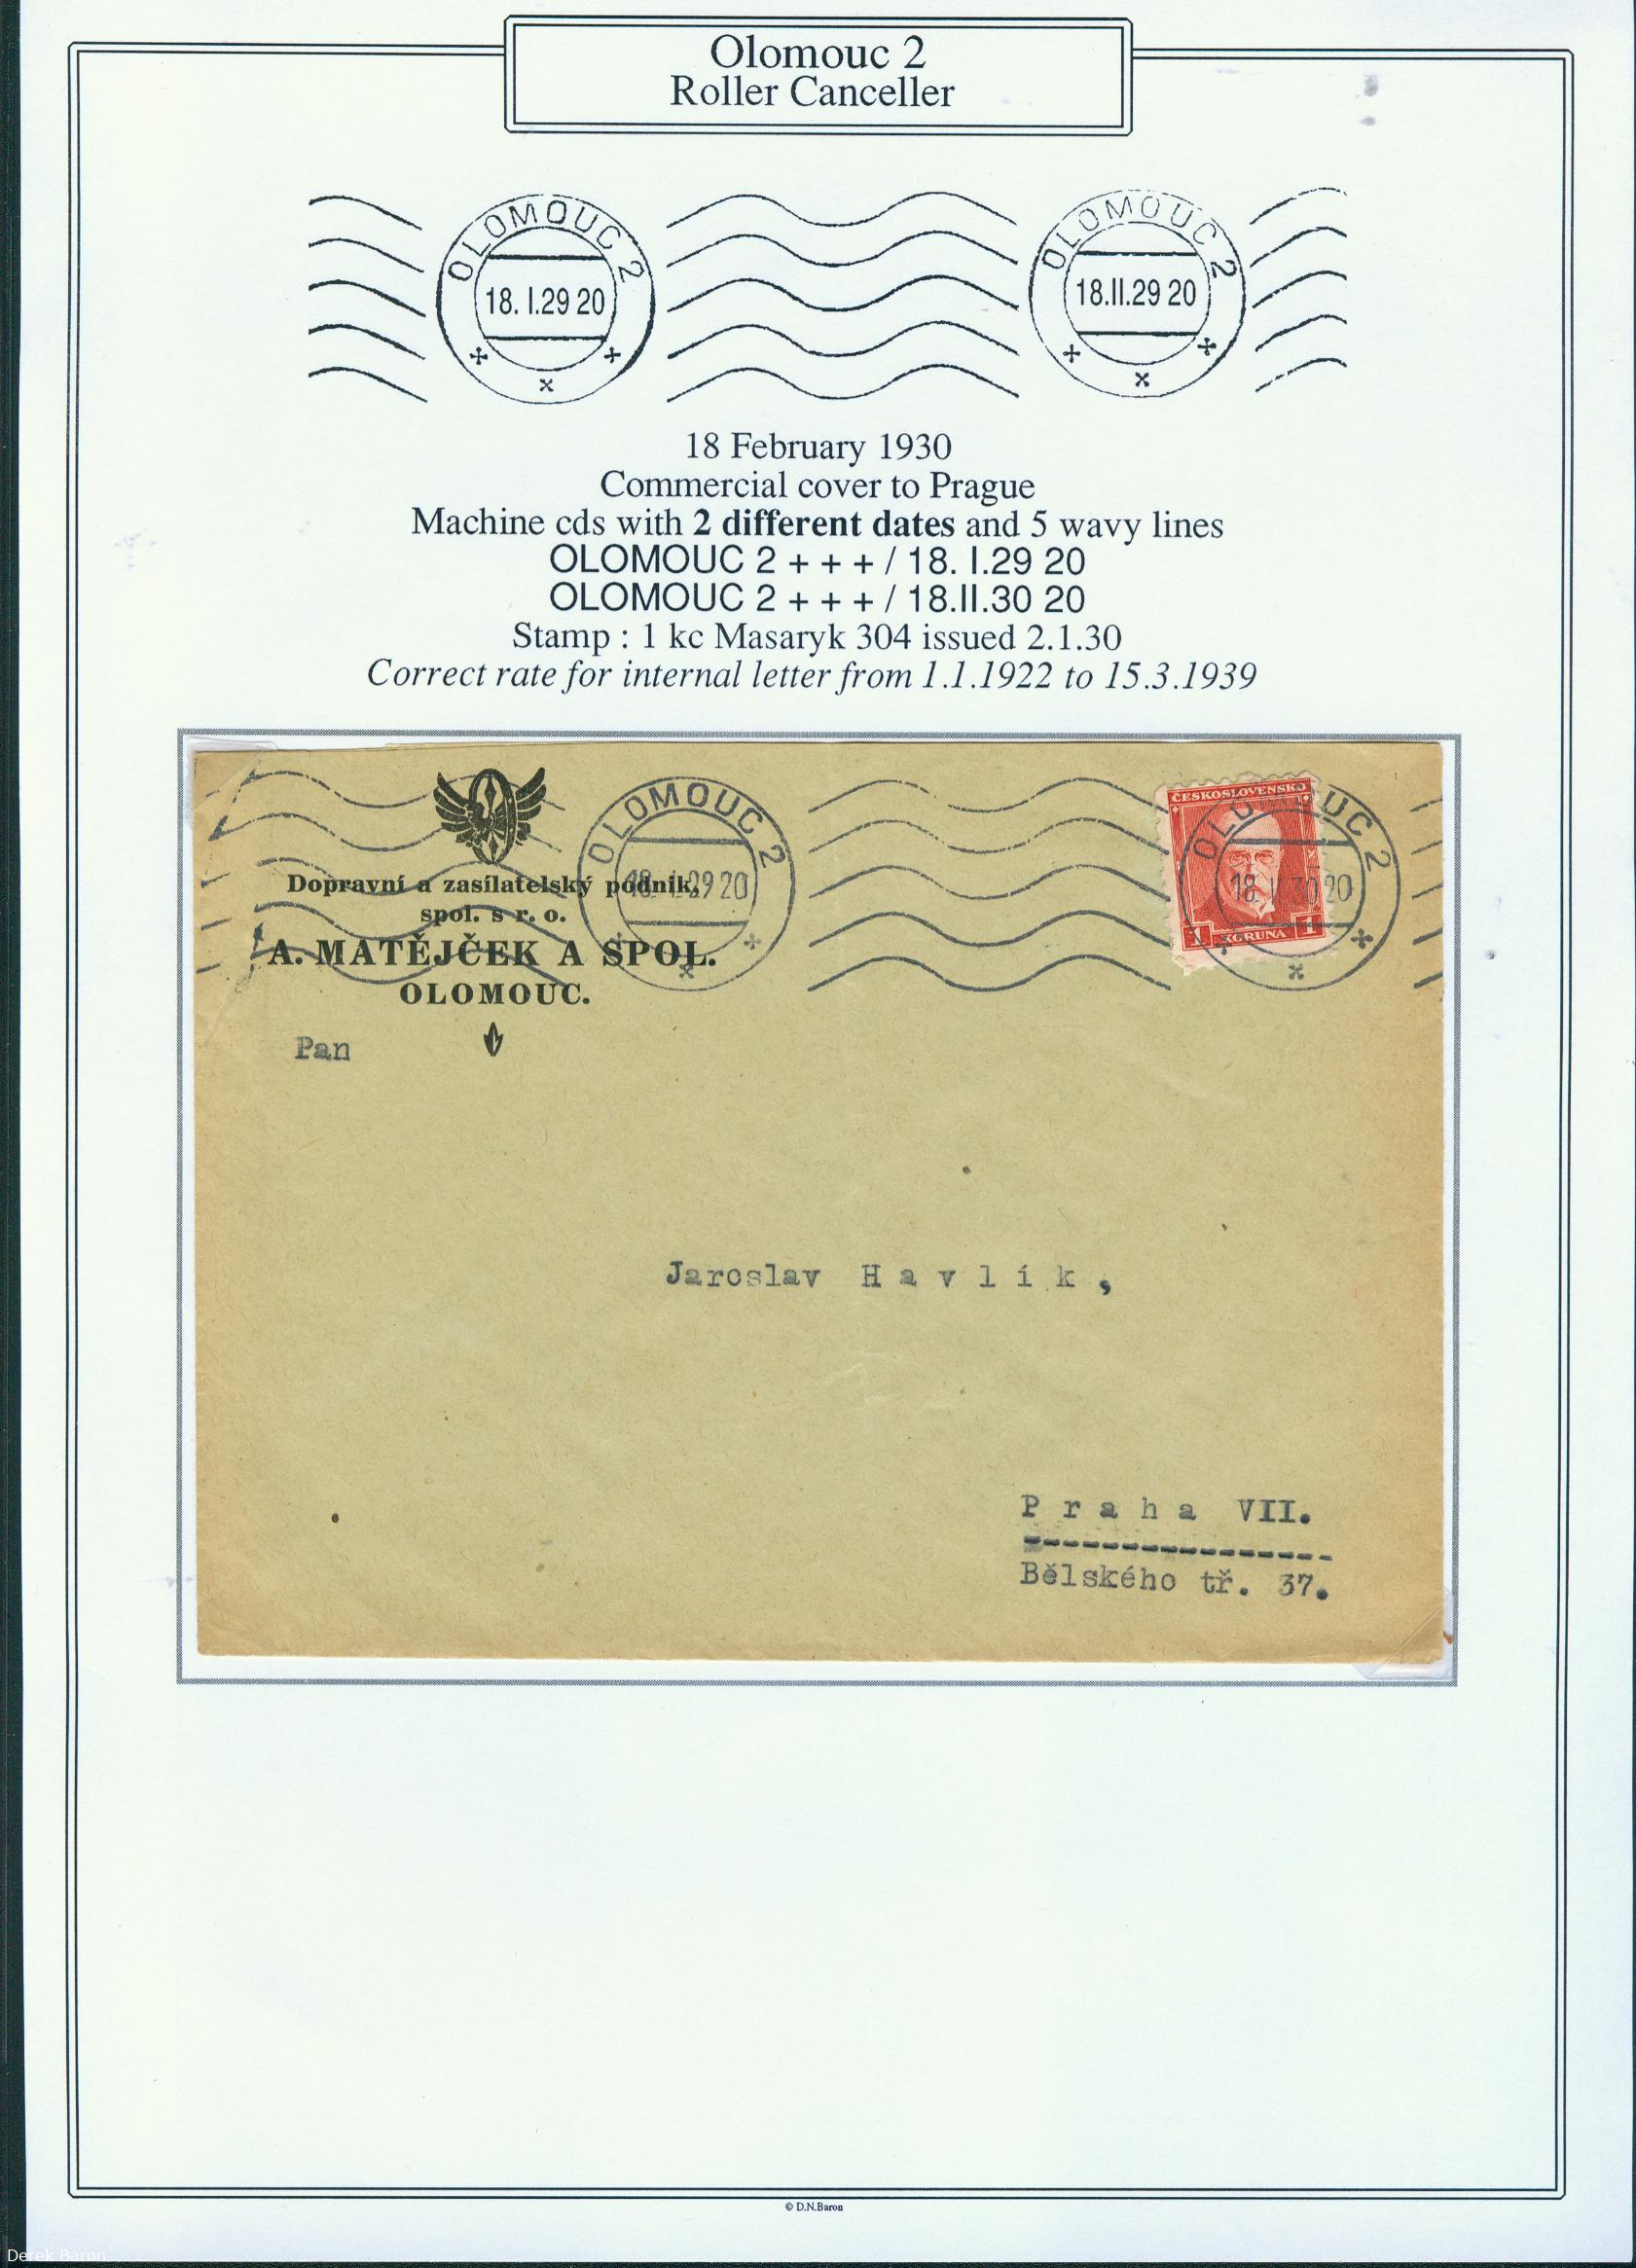 Olomouc 2
Roller Canceller
OLOMOUC 2
18. I.29 20
OLOMOUC 2
18.II.29 20
18 February 1930
Commercial cover to Prague
Machine cds with 2 different dates and 5 wavy lines
OLOMOUC 2 + + + / 18. I.29 20
OLOMOUC 2 + + + / 18.II.30 20
Stamp : 1 kc Masaryk 304 issued 2.1.30
Correct rate for internal letter from 1.1.1922 to 15.3.1939
OLOMOUC 2
ČESKOSLOVENSKO
OLOMOUC 2
Dopravní a zasílatelský podnik,
spol. s r. o.
A. MATĚJČEK A SPOL.
OLOMOUC.
1 KORUNA 1
Pan
Jaroslav Havlík,
Praha VII.
Bělského tř. 37.
© D.N.Baron
Derek Baron